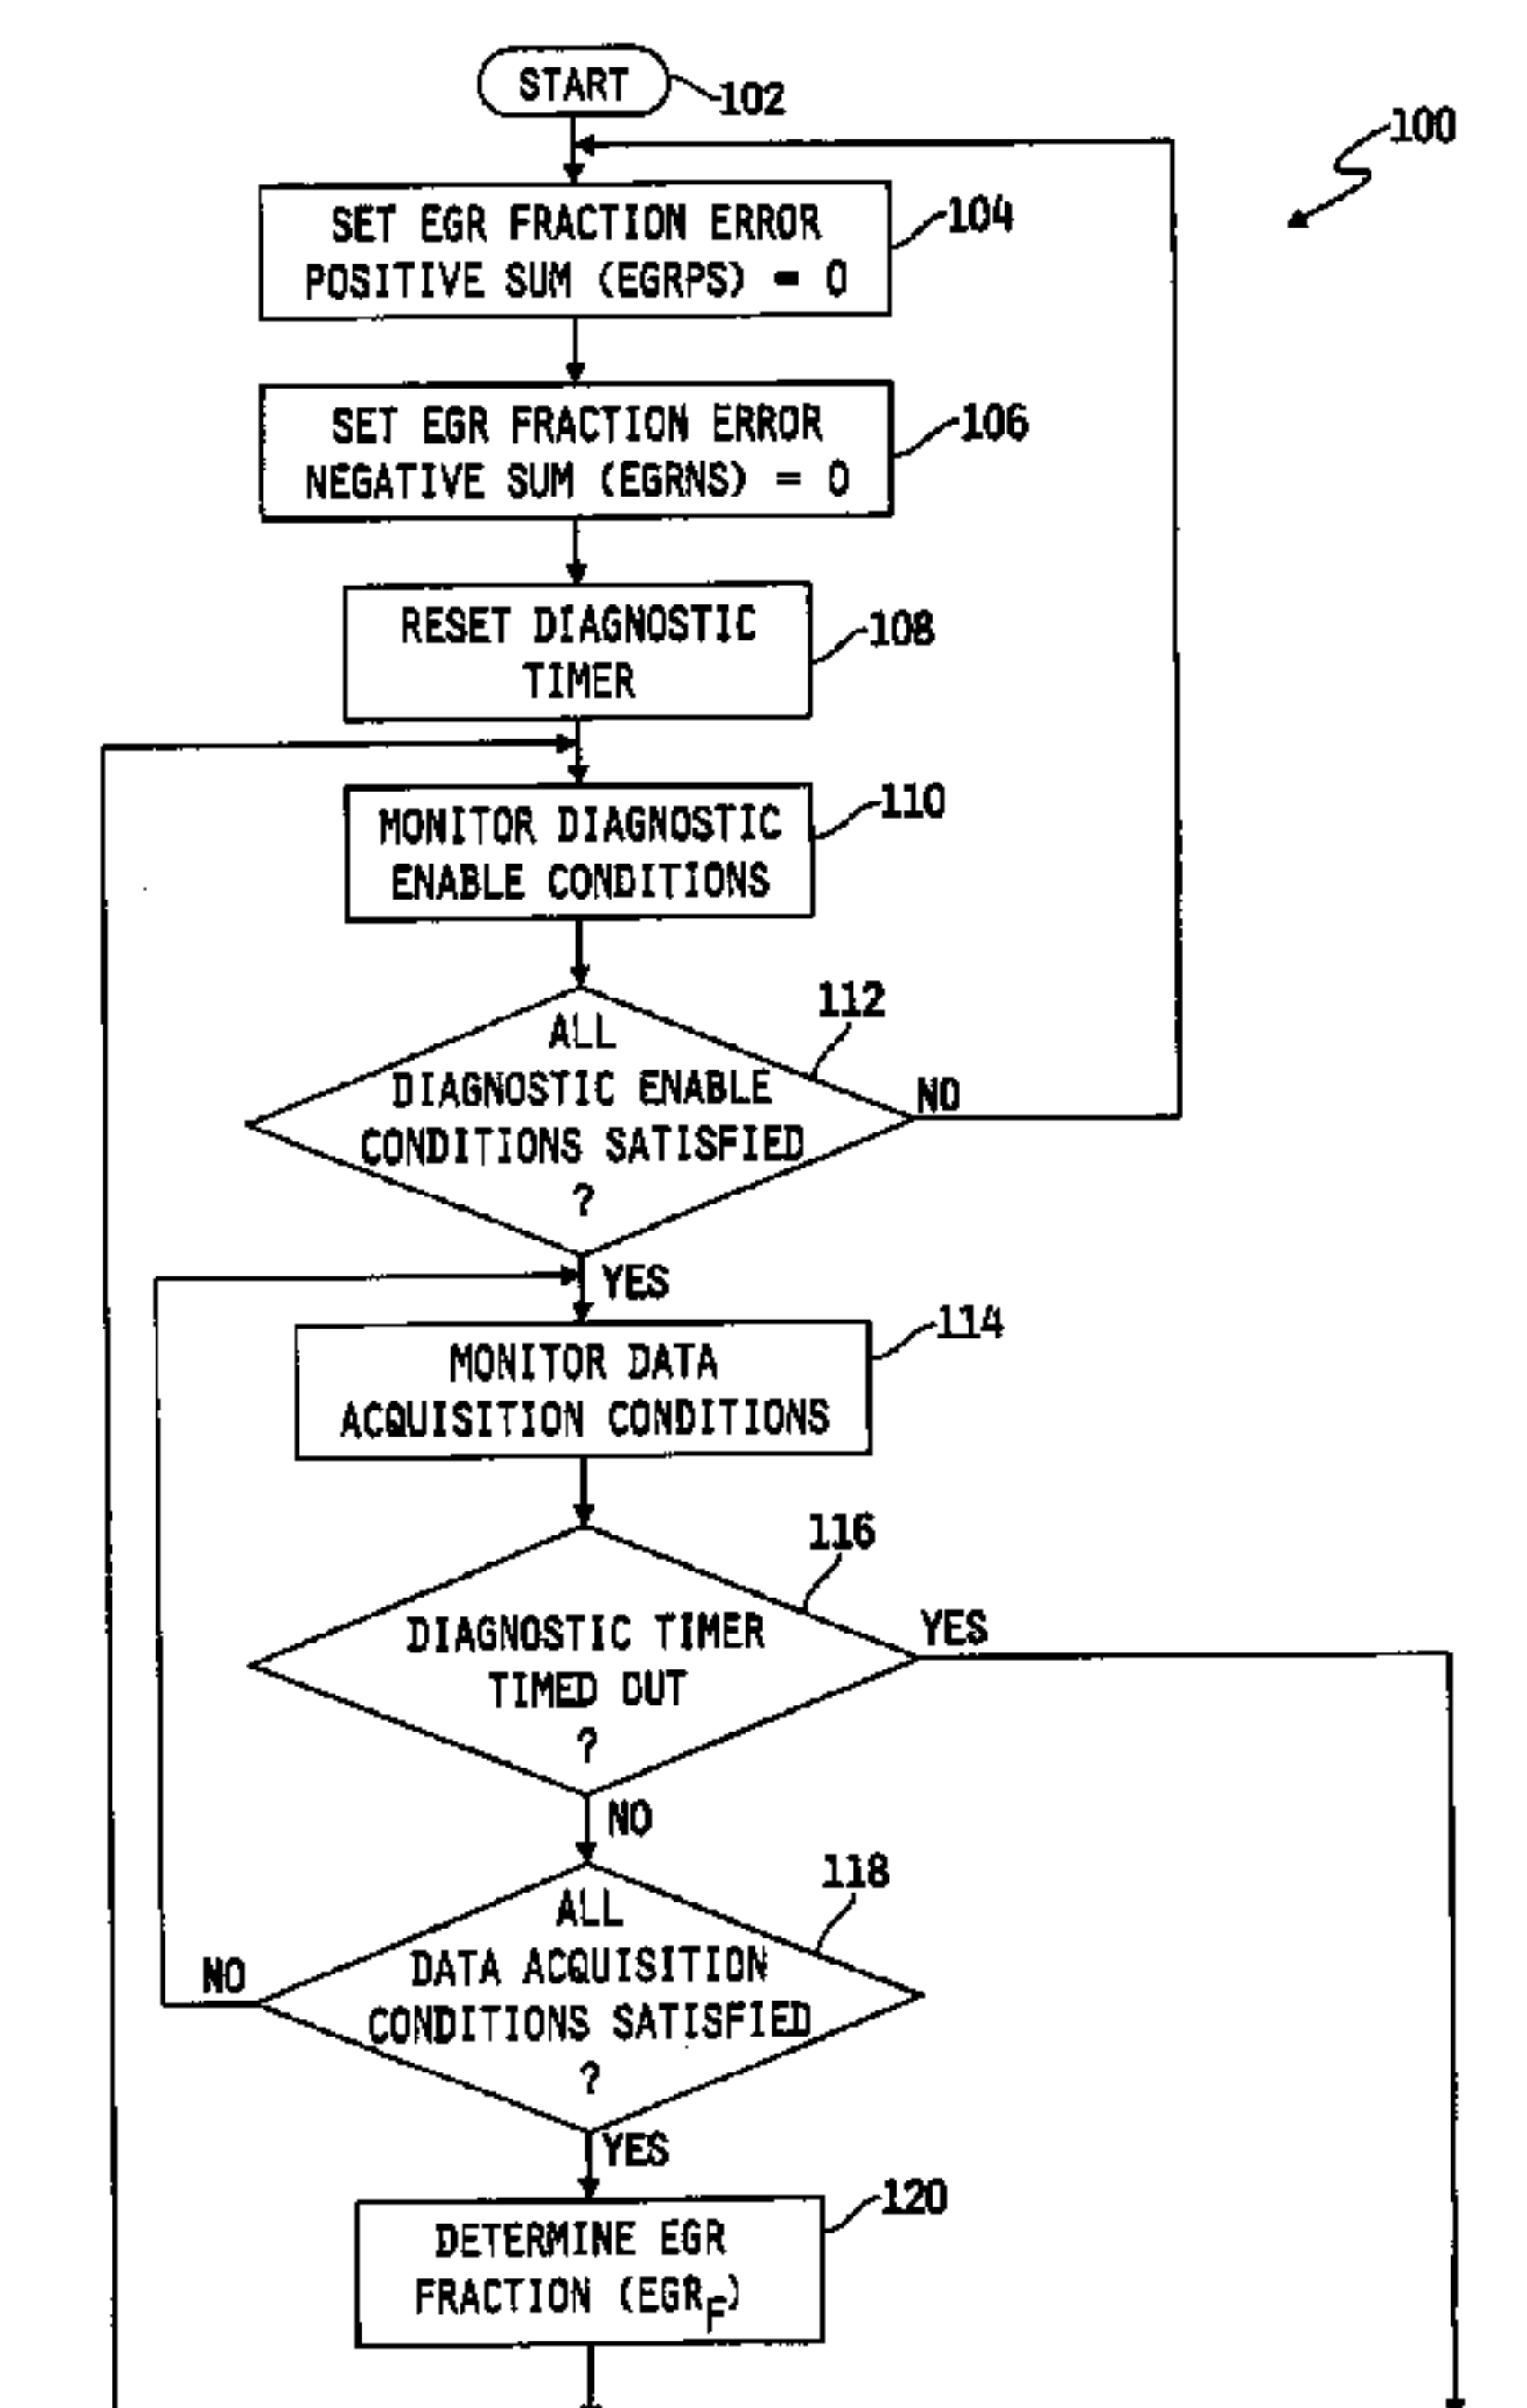 START
102
100
SET EGR FRACTION ERROR
POSITIVE SUM (EGRPS) = 0
104
SET EGR FRACTION ERROR
NEGATIVE SUM (EGRNS) = 0
106
RESET DIAGNOSTIC
TIMER
108
MONITOR DIAGNOSTIC
ENABLE CONDITIONS
110
112
ALL
DIAGNOSTIC ENABLE
CONDITIONS SATISFIED
?
NO
YES
114
MONITOR DATA
ACQUISITION CONDITIONS
116
DIAGNOSTIC TIMER
TIMED OUT
?
YES
NO
118
ALL
DATA ACQUISITION
CONDITIONS SATISFIED
?
NO
YES
120
DETERMINE EGR
FRACTION (EGRF)